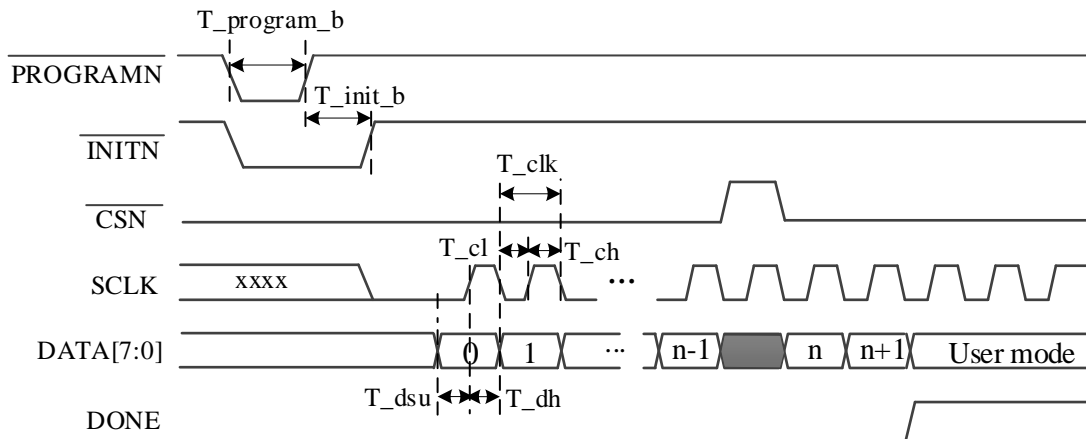 T_program_b
PROGRAMN
T_init_b
INITN
T_clk
CSN
T_cl
T_ch
SCLK
xxxx
...
DATA[7:0]
0
1
...
n-1
n
n+1
User mode
T_dsu
T_dh
DONE